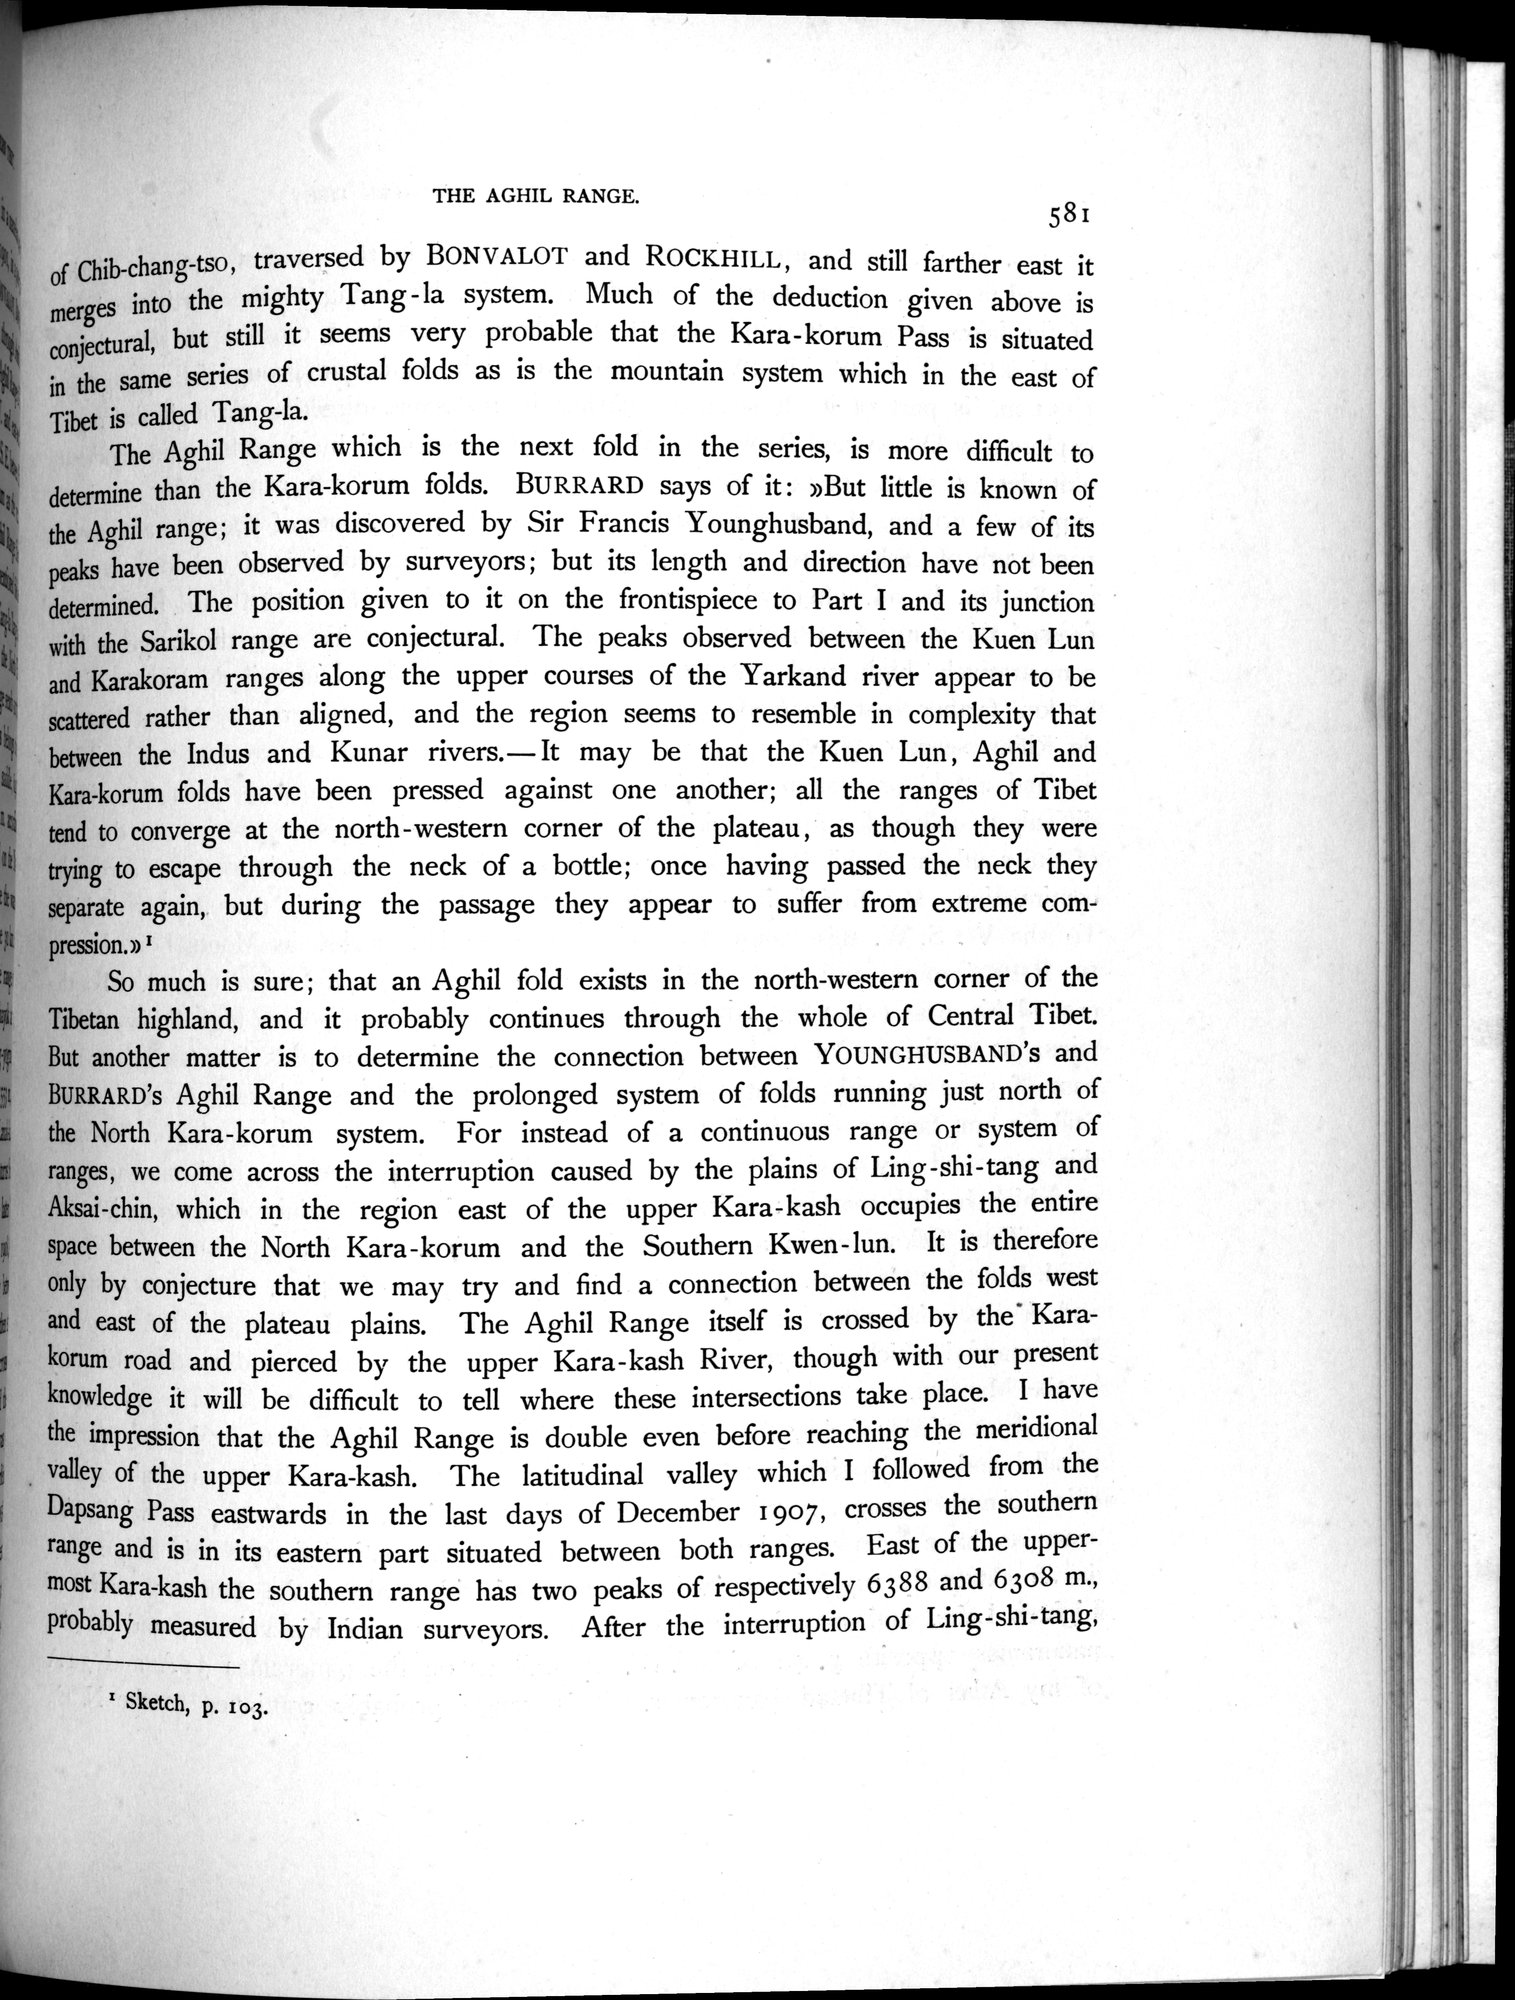 THE AGHIL RANGE.
581
of Chib-chang-tso, traversed by BONVALOT and ROCKHILL, and still farther east it
merges into the mighty Tang-la system. Much of the deduction given above is
conjectural, but still it seems very probable that the Kara-korum Pass is situated
in the same series of crustal folds as is the mountain system which in the east of
Tibet is called Tang-la.
The Aghil Range which is the next fold in the series, is more difficult to
determine than the Kara-korum folds. BURRARD says of it: »But little is known of
the Aghil range; it was discovered by Sir Francis Younghusband, and a few of its
peaks have been observed by surveyors; but its length and direction have not been
determined. The position given to it on the frontispiece to Part I and its junction
with the Sarikol range are conjectural. The peaks observed between the Kuen Lun
and Karakoram ranges along the upper courses of the Yarkand river appear to be
scattered rather than aligned, and the region seems to resemble in complexity that
between the Indus and Kunar rivers.—It may be that the Kuen Lun, Aghil and
Kara-korum folds have been pressed against one another; all the ranges of Tibet
tend to converge at the north-western corner of the plateau, as though they were
trying to escape through the neck of a bottle; once having passed the neck they
separate again, but during the passage they appear to suffer from extreme com-
pression.» ¹
So much is sure; that an Aghil fold exists in the north-western corner of the
Tibetan highland, and it probably continues through the whole of Central Tibet.
But another matter is to determine the connection between YOUNGHUSBAND's and
BURRARD's Aghil Range and the prolonged system of folds running just north of
the North Kara-korum system. For instead of a continuous range or system of
ranges, we come across the interruption caused by the plains of Ling-shi-tang and
Aksai-chin, which in the region east of the upper Kara-kash occupies the entire
space between the North Kara-korum and the Southern Kwen-lun. It is therefore
only by conjecture that we may try and find a connection between the folds west
and east of the plateau plains. The Aghil Range itself is crossed by the Kara-
korum road and pierced by the upper Kara-kash River, though with our present
knowledge it will be difficult to tell where these intersections take place. I have
the impression that the Aghil Range is double even before reaching the meridional
valley of the upper Kara-kash. The latitudinal valley which I followed from the
Dapsang Pass eastwards in the last days of December 1907, crosses the southern
range and is in its eastern part situated between both ranges. East of the upper-
most Kara-kash the southern range has two peaks of respectively 6388 and 6308 m.,
probably measured by Indian surveyors. After the interruption of Ling-shi-tang,
¹ Sketch, p. 103.